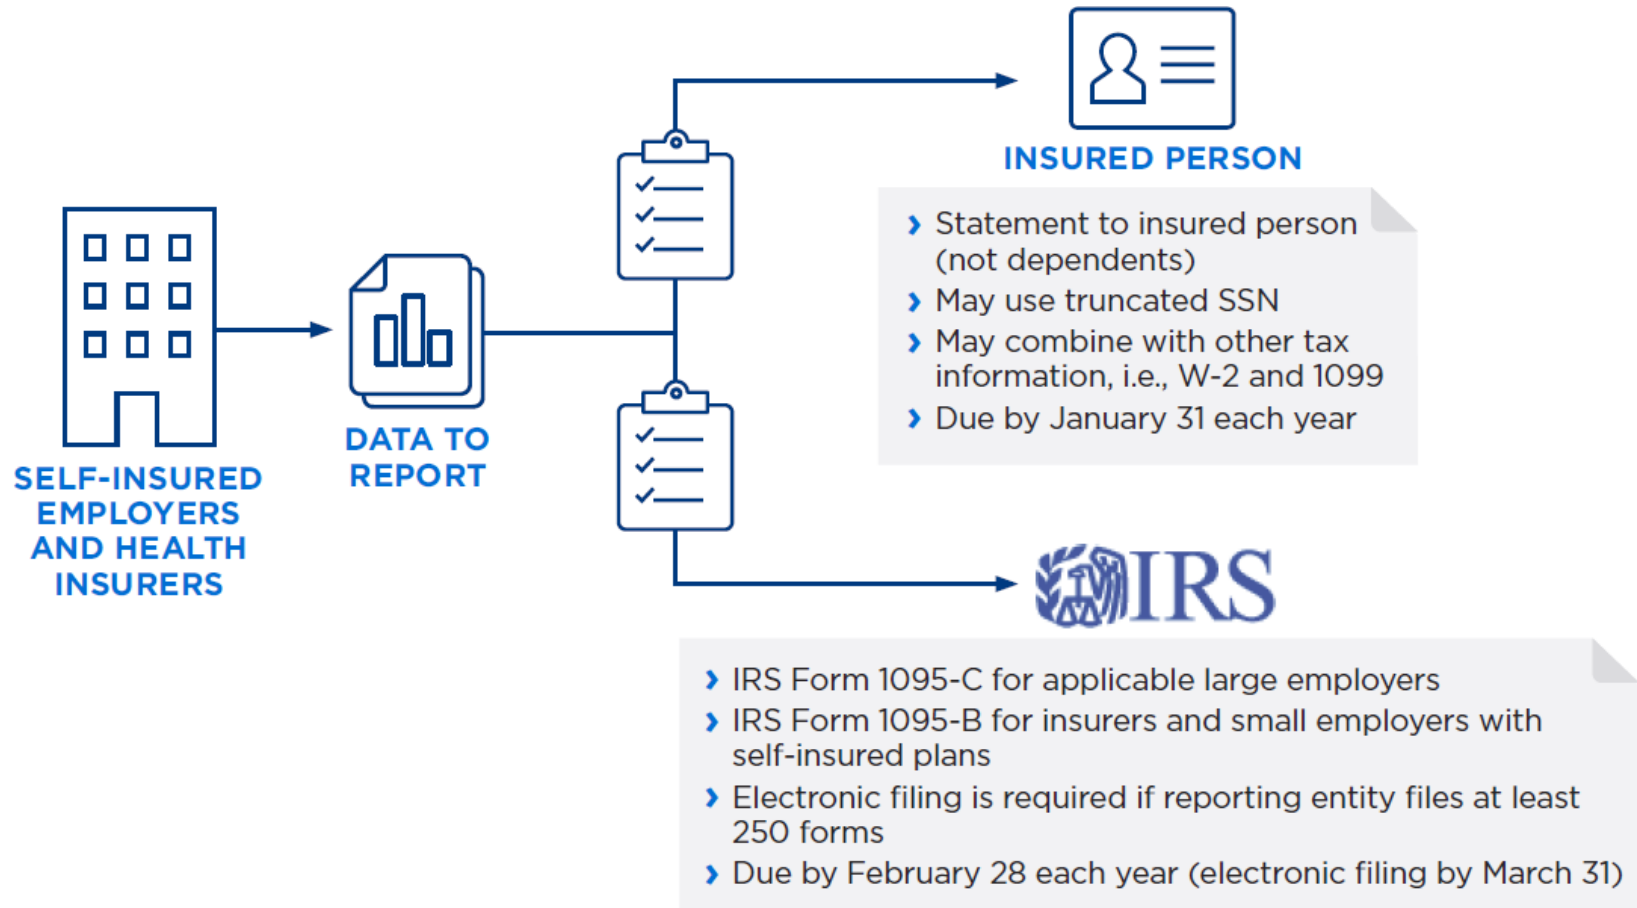 INSURED PERSON
› Statement to insured person
(not dependents)
› May use truncated SSN
› May combine with other tax
information, i.e., W-2 and 1099
› Due by January 31 each year
SELF-INSURED
EMPLOYERS
AND HEALTH
INSURERS
DATA TO
REPORT
IRS
› IRS Form 1095-C for applicable large employers
› IRS Form 1095-B for insurers and small employers with
self-insured plans
› Electronic filing is required if reporting entity files at least
250 forms
› Due by February 28 each year (electronic filing by March 31)